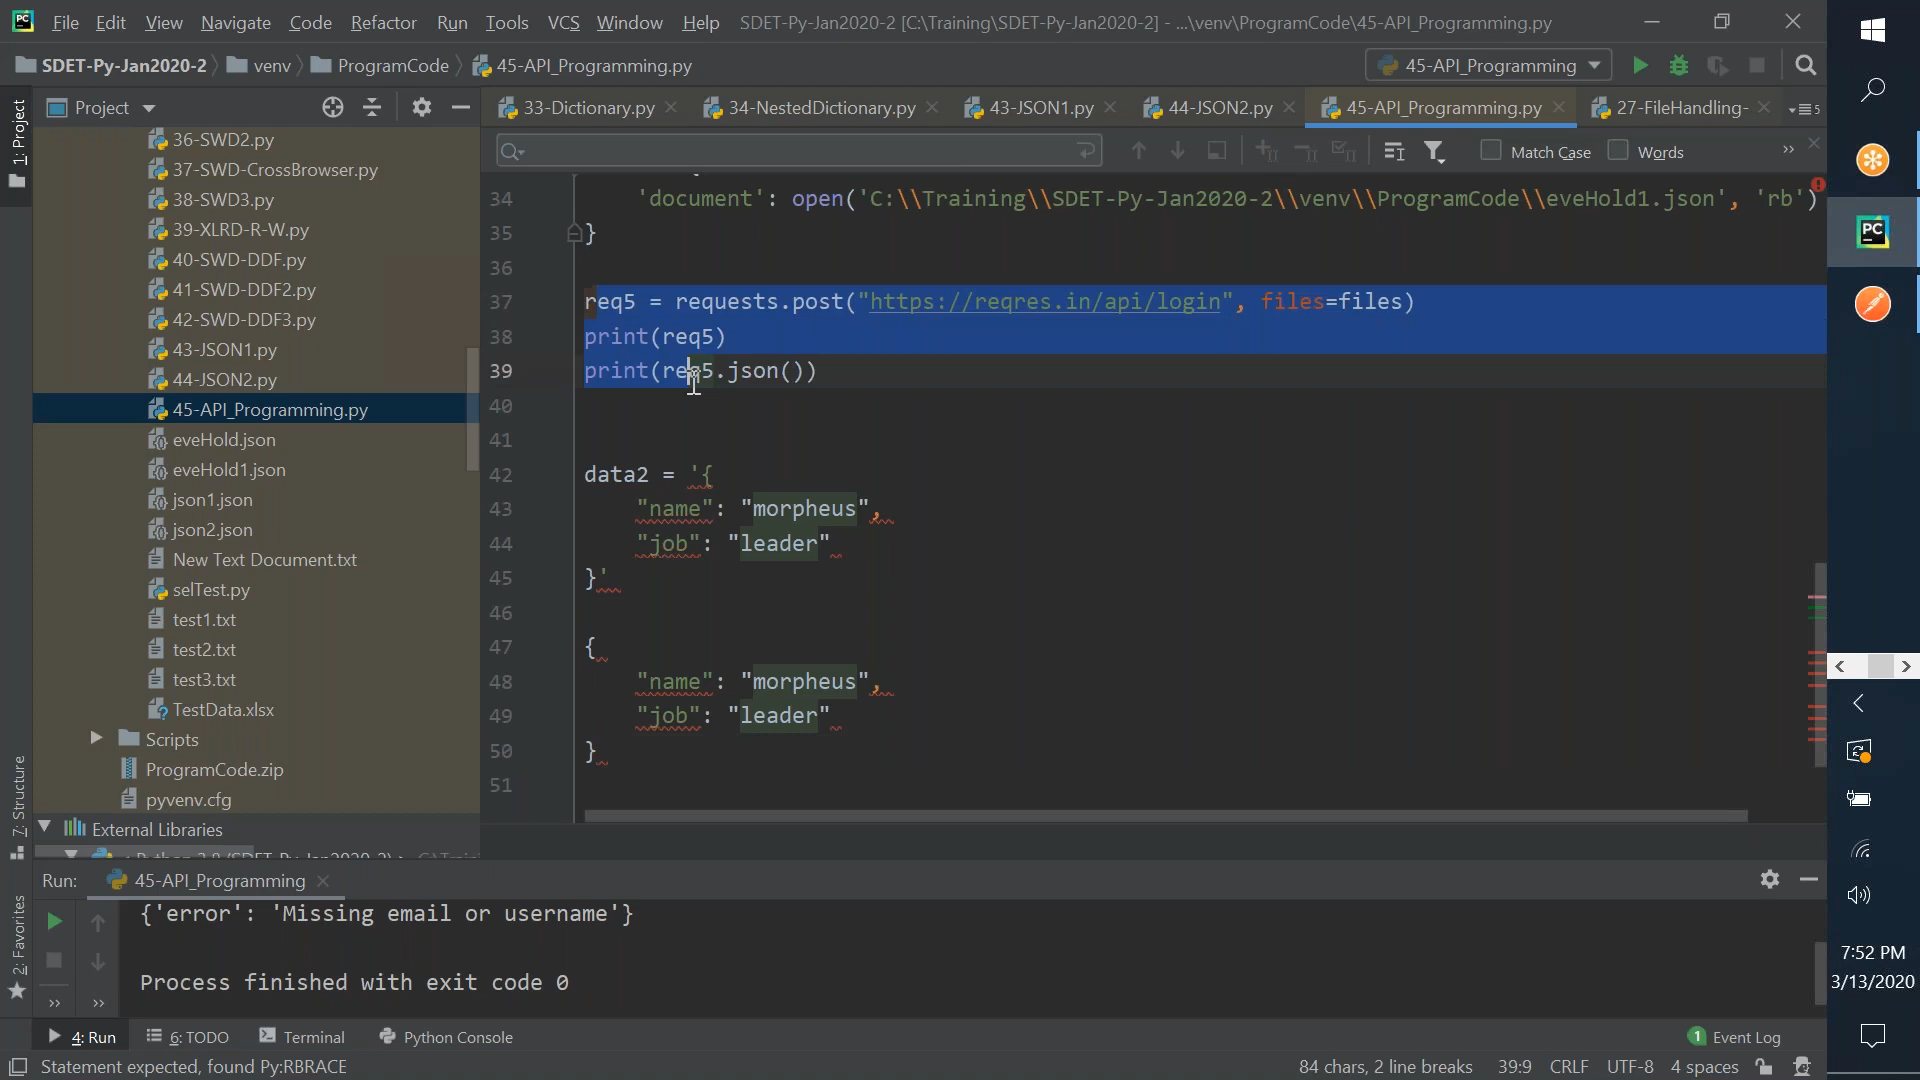 File Edit View Navigate Code Refactor Run Tools VCS Window Help SDET-Py-Jan2020-2 [C:\Training\SDET-Py-Jan2020-2] - ...\venv\ProgramCode\45-API_Programming.py
SDET-Py-Jan2020-2 venv ProgramCode 45-API_Programming.py 45-API_Programming
1: Project
Project
33-Dictionary.py 34-NestedDictionary.py 43-JSON1.py 44-JSON2.py 45-API_Programming.py 27-FileHandling- 5
Match Case Words
36-SWD2.py
37-SWD-CrossBrowser.py
38-SWD3.py
39-XLRD-R-W.py
40-SWD-DDF.py
41-SWD-DDF2.py
42-SWD-DDF3.py
43-JSON1.py
44-JSON2.py
45-API_Programming.py
eveHold.json
eveHold1.json
json1.json
json2.json
New Text Document.txt
selTest.py
test1.txt
test2.txt
test3.txt
TestData.xlsx
Scripts
ProgramCode.zip
pyvenv.cfg
External Libraries
34 'document': open('C:\\Training\\SDET-Py-Jan2020-2\\venv\\ProgramCode\\eveHold1.json', 'rb')
35 }
36
37 req5 = requests.post("https://reqres.in/api/login", files=files)
38 print(req5)
39 print(req5.json())
40
41
42 data2 = '{
43 "name": "morpheus",
44 "job": "leader"
45 }'
46
47 {
48 "name": "morpheus",
49 "job": "leader"
50 }
51
7: Structure
2: Favorites
Run: 45-API_Programming
{'error': 'Missing email or username'}
Process finished with exit code 0
4: Run 6: TODO Terminal Python Console 1 Event Log
Statement expected, found Py:RBRACE 84 chars, 2 line breaks 39:9 CRLF UTF-8 4 spaces
PC
7:52 PM
3/13/2020